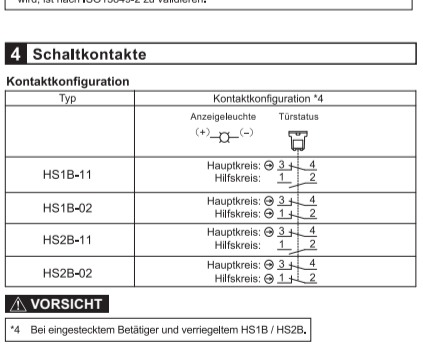 wird, ist nach ISO13849-2 zu validieren.
4 Schaltkontakte
Kontaktkonfiguration
Typ Kontaktkonfiguration *4
Anzeigeleuchte Türstatus
(+) (−)
HS1B-11 Hauptkreis: 3 4
Hilfskreis: 1 2
HS1B-02 Hauptkreis: 3 4
Hilfskreis: 1 2
HS2B-11 Hauptkreis: 3 4
Hilfskreis: 1 2
HS2B-02 Hauptkreis: 3 4
Hilfskreis: 1 2
VORSICHT
*4 Bei eingestecktem Betätiger und verriegeltem HS1B / HS2B.